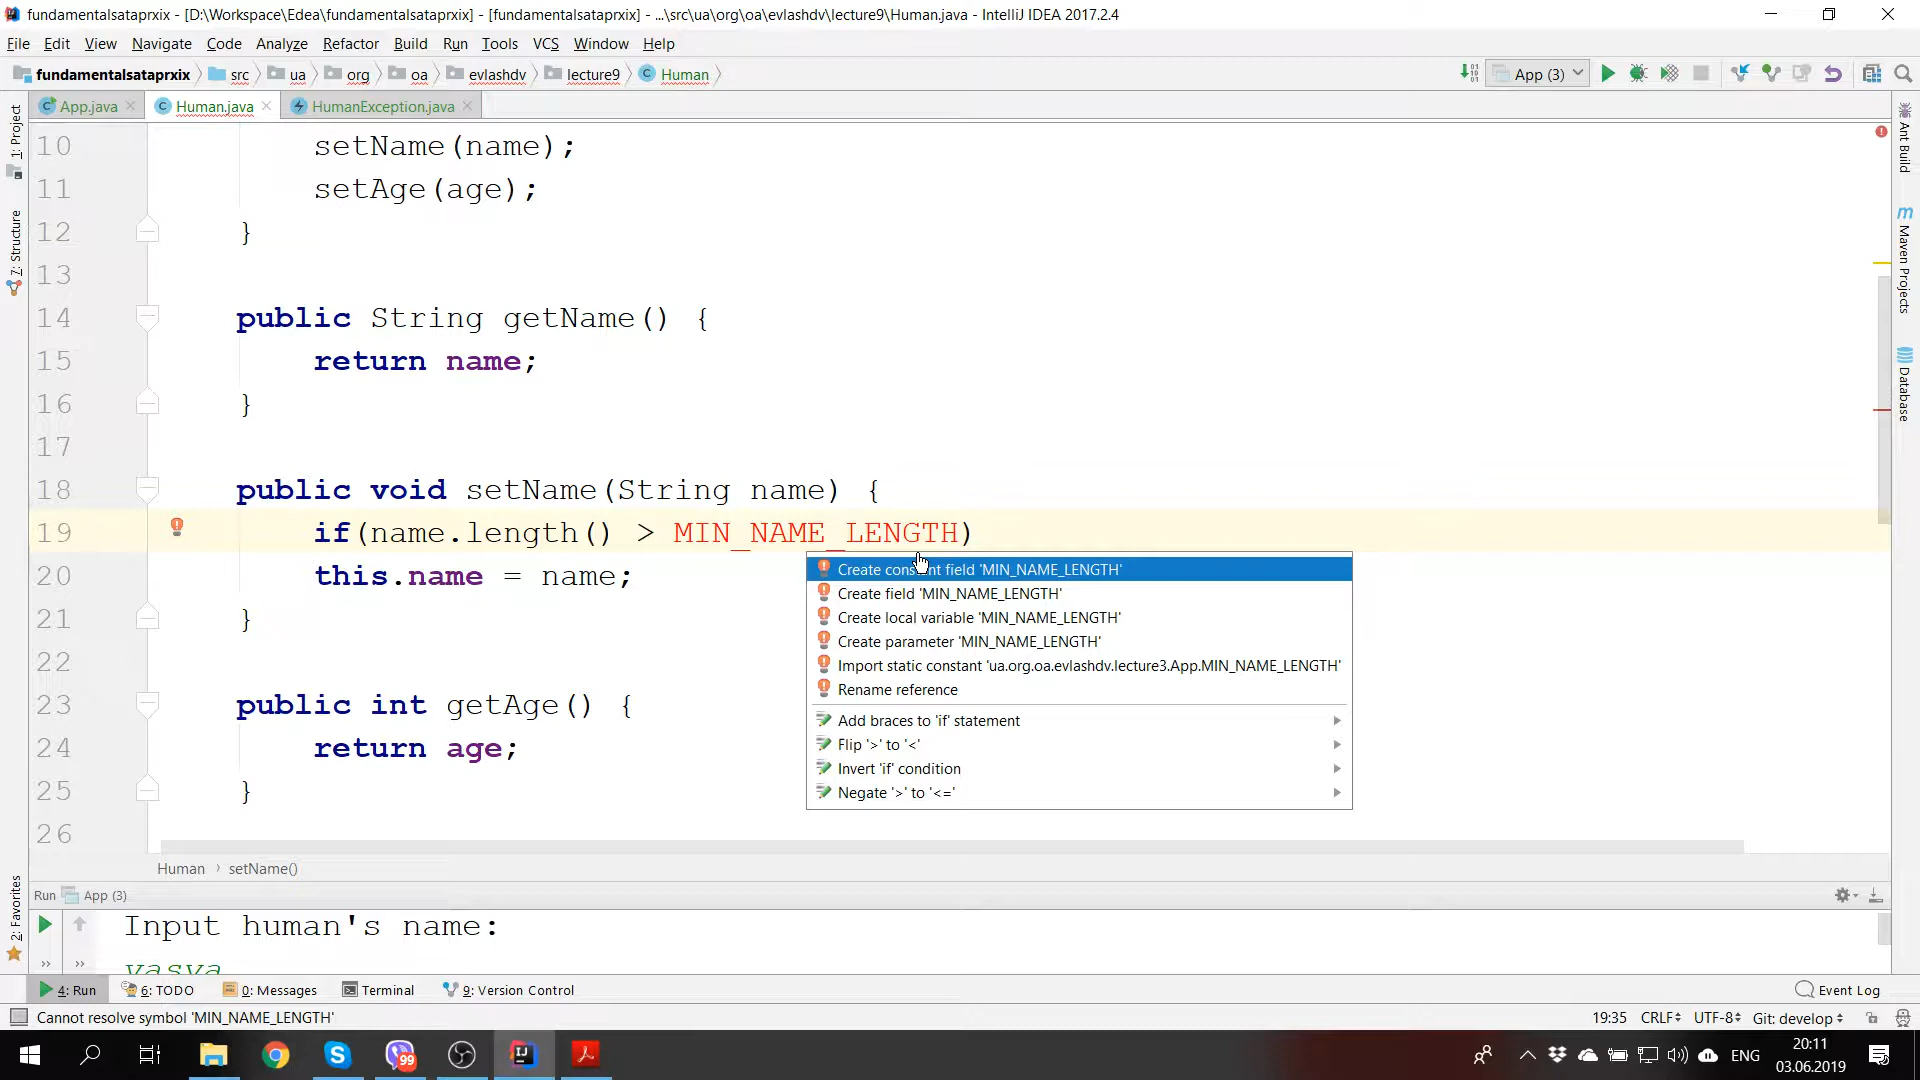 fundamentalsataprxix - [D:\Workspace\Edea\fundamentalsataprxix] - [fundamentalsataprxix] - ...\src\ua\org\oa\evlashdv\lecture9\Human.java - IntelliJ IDEA 2017.2.4
File Edit View Navigate Code Analyze Refactor Build Run Tools VCS Window Help
fundamentalsataprxix src ua org oa evlashdv lecture9 Human App (3)
App.java Human.java HumanException.java
1: Project
7: Structure
2: Favorites
Ant Build
Maven Projects
Database
10 setName(name);
11 setAge(age);
12 }
13
14 public String getName() {
15 return name;
16 }
17
18 public void setName(String name) {
19 if(name.length() > MIN_NAME_LENGTH)
20 this.name = name;
21 }
22
23 public int getAge() {
24 return age;
25 }
26
Create constant field 'MIN_NAME_LENGTH'
Create field 'MIN_NAME_LENGTH'
Create local variable 'MIN_NAME_LENGTH'
Create parameter 'MIN_NAME_LENGTH'
Import static constant 'ua.org.oa.evlashdv.lecture3.App.MIN_NAME_LENGTH'
Rename reference
Add braces to 'if' statement
Flip '>' to '<'
Invert 'if' condition
Negate '>' to '<='
Human › setName()
Run App (3)
Input human's name:
vasya
4: Run 6: TODO 0: Messages Terminal 9: Version Control Event Log
Cannot resolve symbol 'MIN_NAME_LENGTH' 19:35 CRLF UTF-8 Git: develop
99
ENG
20:11
03.06.2019